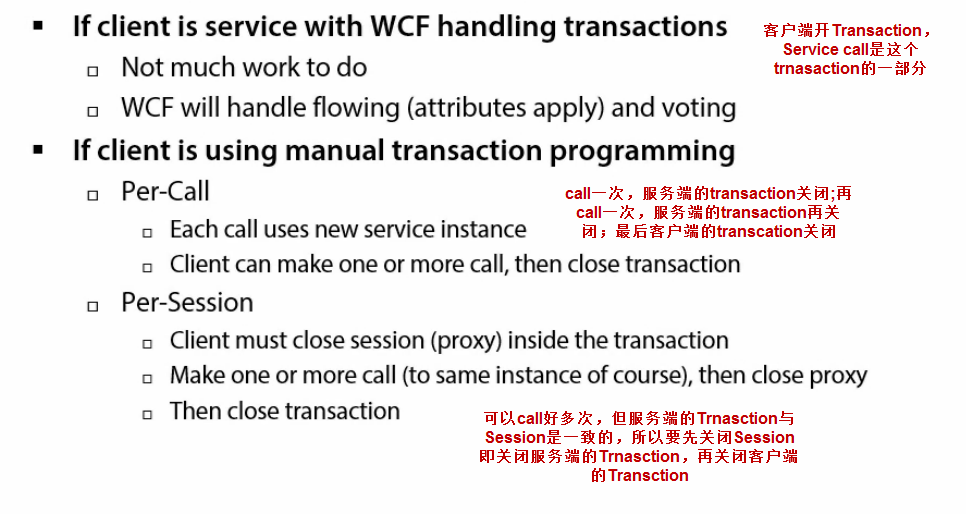 If client is service with WCF handling transactions
客户端开Transaction，
Service call是这个
trnasaction的一部分
Not much work to do
WCF will handle flowing (attributes apply) and voting
If client is using manual transaction programming
Per-Call
call一次，服务端的transaction关闭;再
call一次，服务端的transaction再关
闭；最后客户端的transcation关闭
Each call uses new service instance
Client can make one or more call, then close transaction
Per-Session
Client must close session (proxy) inside the transaction
Make one or more call (to same instance of course), then close proxy
Then close transaction
可以call好多次，但服务端的Trnasction与
Session是一致的，所以要先关闭Session
即关闭服务端的Trnasction，再关闭客户端
的Transction